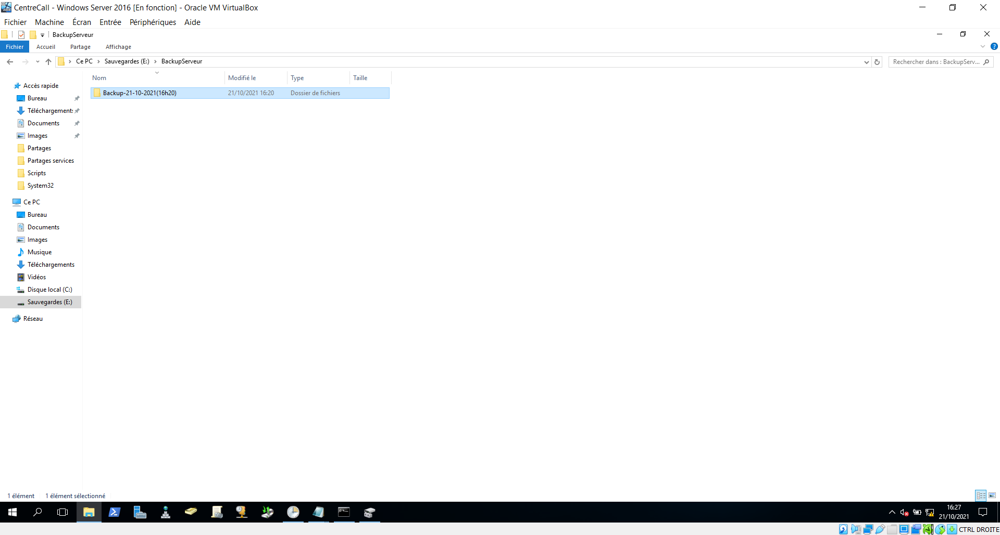 CentreCall - Windows Server 2016 [En fonction] - Oracle VM VirtualBox
Fichier Machine Écran Entrée Périphériques Aide
BackupServeur
Fichier Accueil Partage Affichage
Ce PC Sauvegardes (E:) BackupServeur
Rechercher dans : BackupServ...
Nom Modifié le Type Taille
Backup-21-10-2021(16h20) 21/10/2021 16:20 Dossier de fichiers
Accès rapide
Bureau
Téléchargements
Documents
Images
Partages
Partages services
Scripts
System32
Ce PC
Bureau
Documents
Images
Musique
Téléchargements
Vidéos
Disque local (C:)
Sauvegardes (E:)
Réseau
1 élément 1 élément sélectionné
16:27
21/10/2021
CTRL DROITE